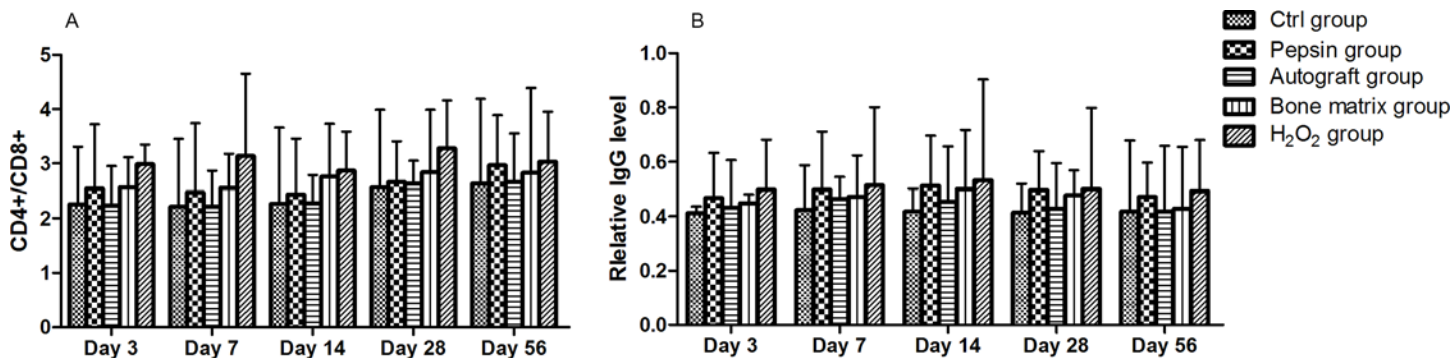 A
CD4+/CD8+
5
4
3
2
1
0
Day 3 Day 7 Day 14 Day 28 Day 56
B
Rlelative IgG level
1.0
0.8
0.6
0.4
0.2
0.0
Day 3 Day 7 Day 14 Day 28 Day 56
Ctrl group
Pepsin group
Autograft group
Bone matrix group
H₂O₂ group